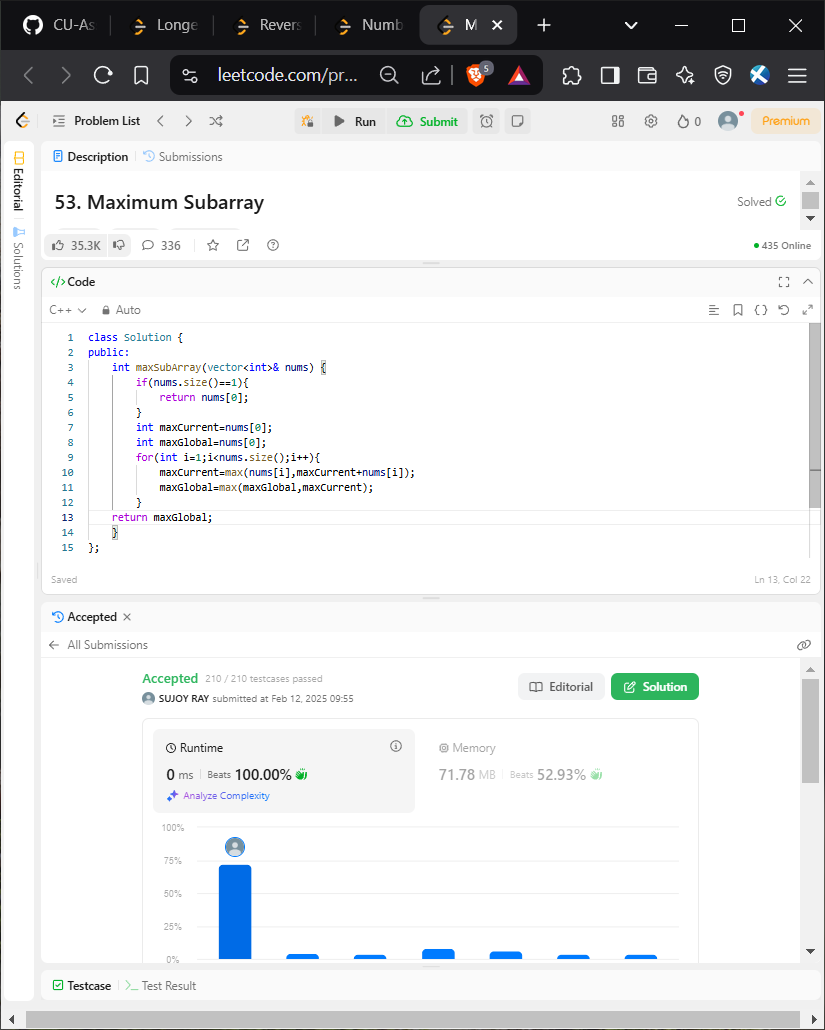 CU-As
Longe
Revers
Numb
M
leetcode.com/pr...
5
Problem List
Run
Submit
0
Premium
Editorial
Solutions
Description
Submissions
53. Maximum Subarray
Solved
35.3K
336
435 Online
</> Code
C++
Auto
1 class Solution {
2 public:
3 int maxSubArray(vector<int>& nums) {
4 if(nums.size()==1){
5 return nums[0];
6 }
7 int maxCurrent=nums[0];
8 int maxGlobal=nums[0];
9 for(int i=1;i<nums.size();i++){
10 maxCurrent=max(nums[i],maxCurrent+nums[i]);
11 maxGlobal=max(maxGlobal,maxCurrent);
12 }
13 return maxGlobal;
14 }
15 };
Saved
Ln 13, Col 22
Accepted
All Submissions
Accepted 210 / 210 testcases passed
SUJOY RAY submitted at Feb 12, 2025 09:55
Editorial
Solution
Runtime
0 ms Beats 100.00%
Analyze Complexity
Memory
71.78 MB Beats 52.93%
100%
75%
50%
25%
0%
Testcase
Test Result